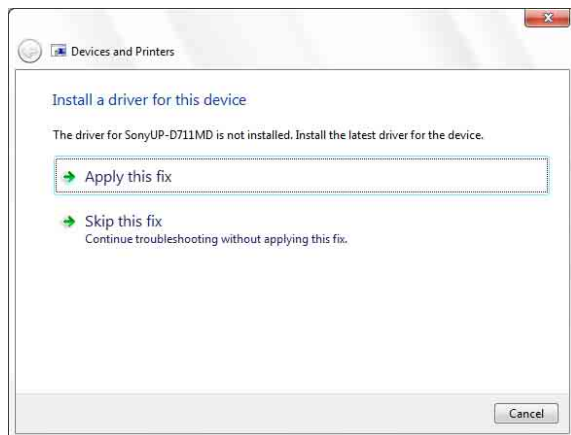 Devices and Printers
Install a driver for this device
The driver for SonyUP-D711MD is not installed. Install the latest driver for the device.
Apply this fix
Skip this fix
Continue troubleshooting without applying this fix.
Cancel